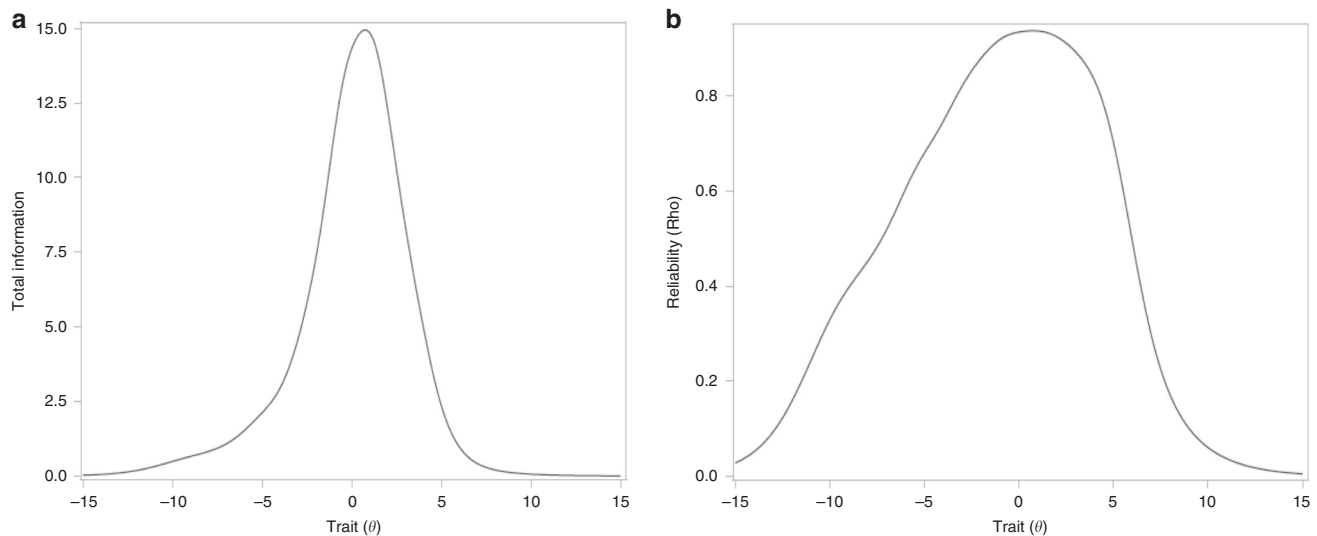 a
15.0
12.5
10.0
7.5
5.0
2.5
0.0
Total information
–15 –10 –5 0 5 10 15
Trait (θ)
b
0.8
0.6
0.4
0.2
0.0
Reliability (Rho)
–15 –10 –5 0 5 10 15
Trait (θ)